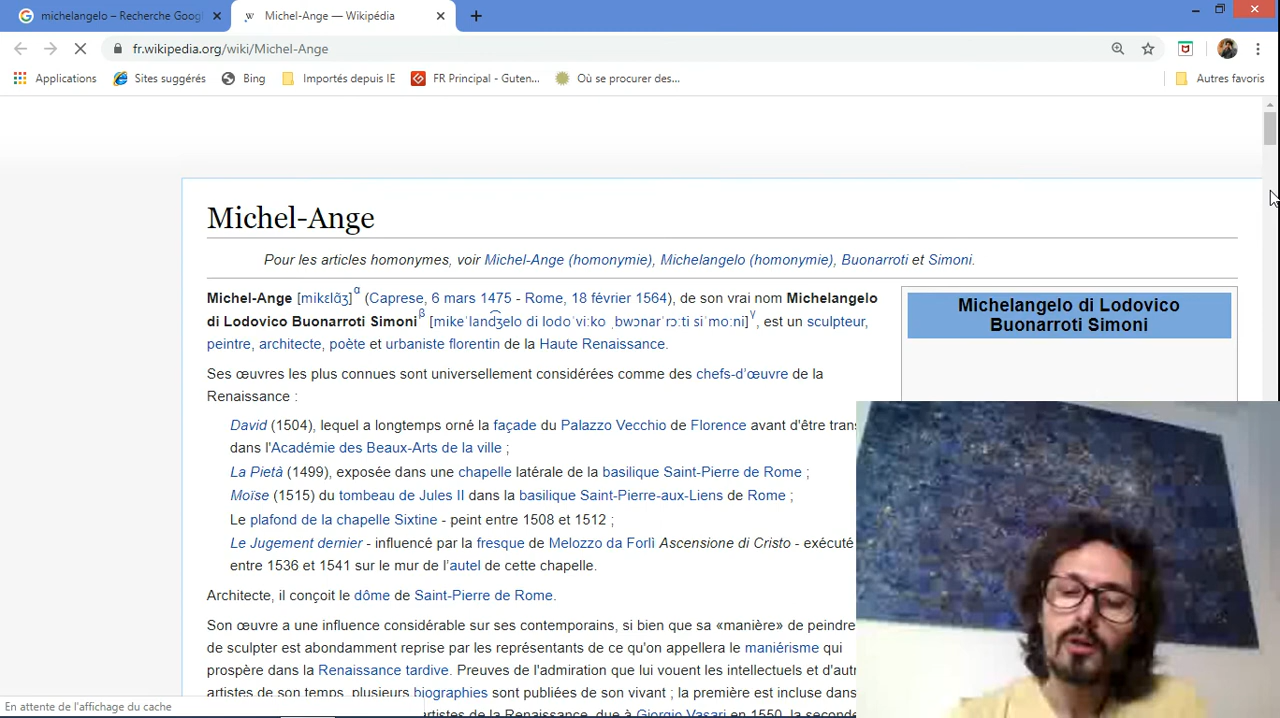 michelangelo – Recherche Goog
Michel-Ange — Wikipédia
fr.wikipedia.org/wiki/Michel-Ange
Applications
Sites suggérés
Bing
Importés depuis IE
FR Principal - Guten...
Où se procurer des...
Autres favoris
Michel-Ange
Pour les articles homonymes, voir Michel-Ange (homonymie), Michelangelo (homonymie), Buonarroti et Simoni.
Michel-Ange [mikɛlɑ̃ʒ]α (Caprese, 6 mars 1475 - Rome, 18 février 1564), de son vrai nom Michelangelo
di Lodovico Buonarroti Simoniβ [mikeˈland͡ʒelo di lodoˈviːko ˌbwɔnarˈrɔːti siˈmoːni]γ, est un sculpteur,
peintre, architecte, poète et urbaniste florentin de la Haute Renaissance.
Ses œuvres les plus connues sont universellement considérées comme des chefs-d’œuvre de la
Renaissance :
David (1504), lequel a longtemps orné la façade du Palazzo Vecchio de Florence avant d'être trans
dans l'Académie des Beaux-Arts de la ville ;
La Pietà (1499), exposée dans une chapelle latérale de la basilique Saint-Pierre de Rome ;
Moïse (1515) du tombeau de Jules II dans la basilique Saint-Pierre-aux-Liens de Rome ;
Le plafond de la chapelle Sixtine - peint entre 1508 et 1512 ;
Le Jugement dernier - influencé par la fresque de Melozzo da Forlì Ascensione di Cristo - exécuté
entre 1536 et 1541 sur le mur de l’autel de cette chapelle.
Architecte, il conçoit le dôme de Saint-Pierre de Rome.
Son œuvre a une influence considérable sur ses contemporains, si bien que sa «manière» de peindre
de sculpter est abondamment reprise par les représentants de ce qu'on appellera le maniérisme qui
prospère dans la Renaissance tardive. Preuves de l'admiration que lui vouent les intellectuels et d'autr
artistes de son temps, plusieurs biographies sont publiées de son vivant ; la première est incluse dans
artistes de la Renaissance, due à Giorgio Vasari en 1550, la seconde
Michelangelo di Lodovico
Buonarroti Simoni
En attente de l'affichage du cache